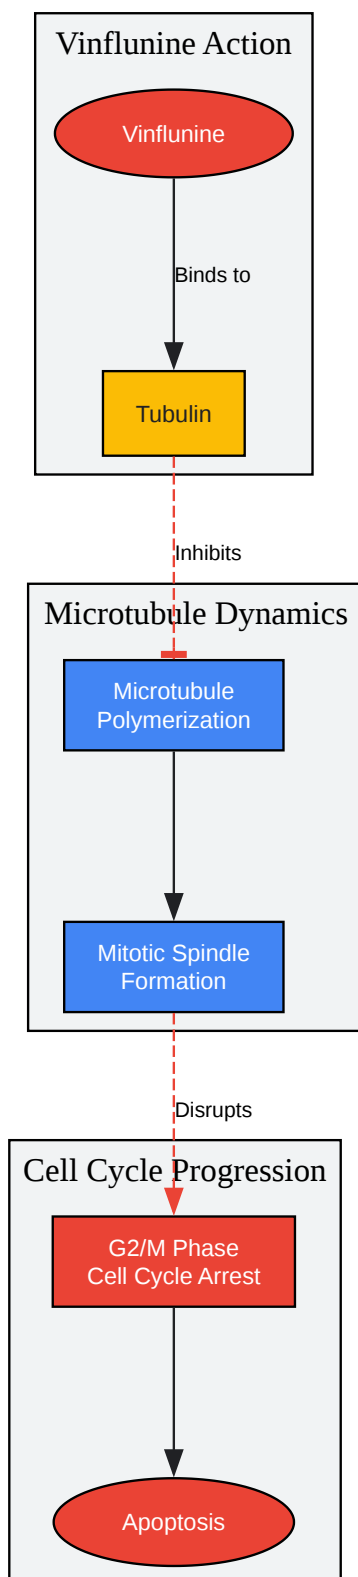 Vinflunine Action
Vinflunine
Binds to
Tubulin
Inhibits
Microtubule Dynamics
Microtubule
Polymerization
Mitotic Spindle
Formation
Disrupts
Cell Cycle Progression
G2/M Phase
Cell Cycle Arrest
Apoptosis